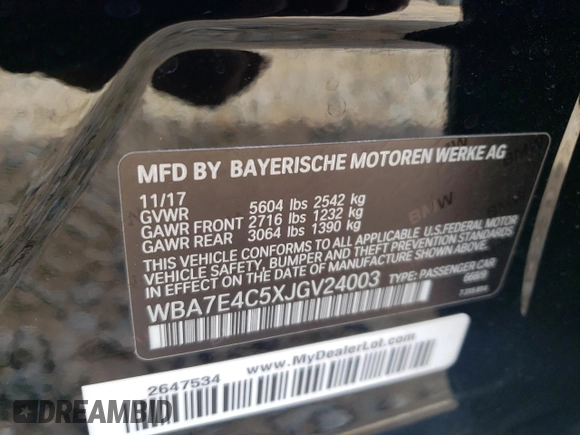 MFD BY BAYERISCHE MOTOREN WERKE AG
11/17
GVWR 5604 lbs 2542 kg
GAWR FRONT 2716 lbs 1232 kg
GAWR REAR 3064 lbs 1390 kg
THIS VEHICLE CONFORMS TO ALL APPLICABLE U.S. FEDERAL MOTOR
VEHICLE SAFETY, BUMPER, AND THEFT PREVENTION STANDARDS IN
EFFECT ON THE DATE OF MANUFACTURE SHOWN ABOVE.
WBA7E4C5XJGV24003 TYPE: PASSENGER CAR
BMW
www.MyDealerLot.com
2647534
DREAMBID